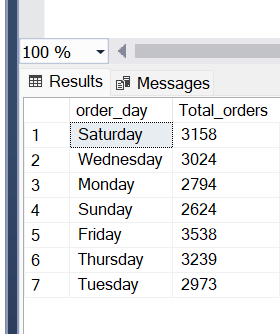 100 %
Results Messages
order_day Total_orders
1 Saturday 3158
2 Wednesday 3024
3 Monday 2794
4 Sunday 2624
5 Friday 3538
6 Thursday 3239
7 Tuesday 2973